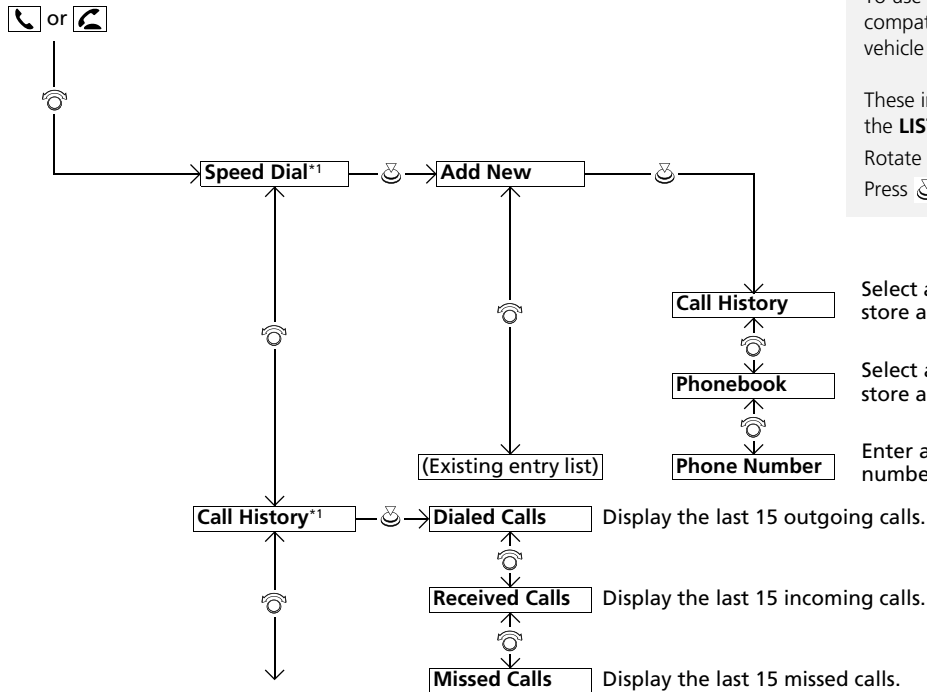 To use
compat
vehicle
or
These i
the LIS
Rotate
Press
Speed Dial*1
Add New
Call History
Select a
store a
Phonebook
Select a
store a
(Existing entry list)
Phone Number
Enter a
numbe
Call History*1
Dialed Calls
Display the last 15 outgoing calls.
Received Calls
Display the last 15 incoming calls.
Missed Calls
Display the last 15 missed calls.